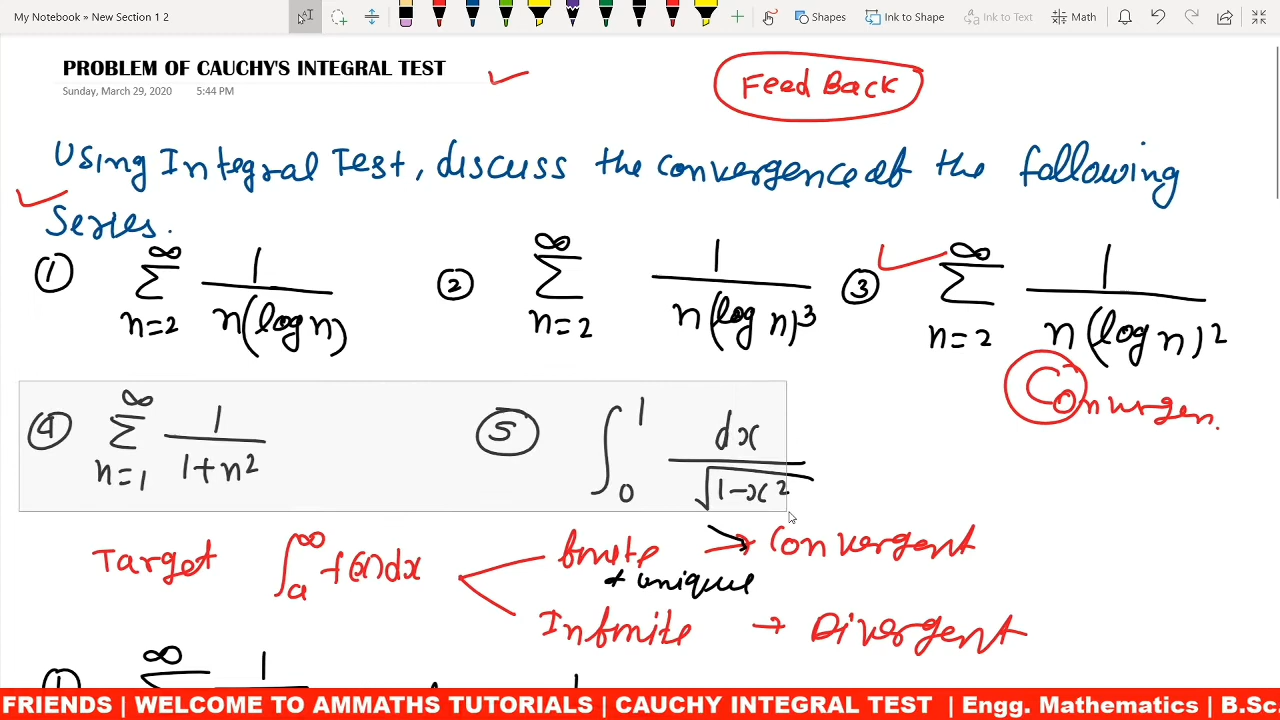 My Notebook » New Section 1 2
Shapes Ink to Shape Ink to Text Math
PROBLEM OF CAUCHY'S INTEGRAL TEST
Sunday, March 29, 2020 5:44 PM
Feed Back
Using Integral Test, discuss the convergence of the following
Series.
① ∑_{n=2}^{∞} 1/(n(log n)) ② ∑_{n=2}^{∞} 1/(n(log n)^3) ③ ∑_{n=2}^{∞} 1/(n(log n)^2)
Convergen.
④ ∑_{n=1}^{∞} 1/(1+n^2) ⑤ ∫_0^1 dx/√(1-x^2)
Target ∫_a^∞ f(x)dx finite → Convergent
+ unique
Infinite → Divergent
① ∞ 1
FRIENDS | WELCOME TO AMMATHS TUTORIALS | CAUCHY INTEGRAL TEST | Engg. Mathematics | B.Sc.